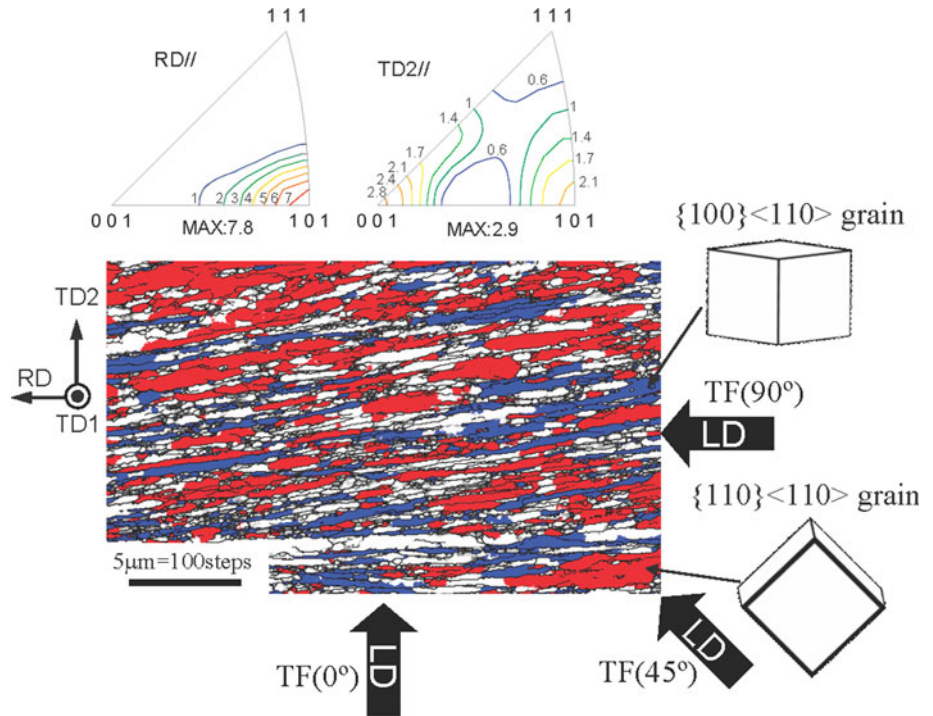 1 1 1
1 1 1
RD//
TD2//
0.6
1
1.4
1
1.4
1.7
2.1
2.4
2.8
0.6
1.7
2.1
1 2 3 4 5 6 7
0 0 1
1 0 1
0 0 1
1 0 1
MAX:7.8
MAX:2.9
{100}<110> grain
TD2
RD
TD1
TF(90º)
LD
{110}<110> grain
5μm=100steps
LD
TF(0º)
LD
TF(45º)